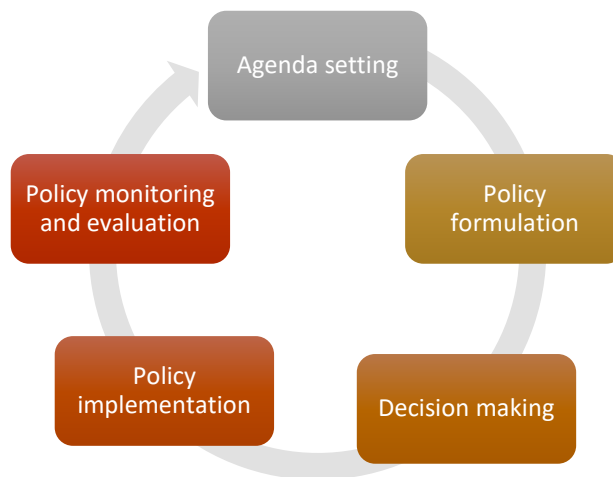 Agenda setting
Policy
formulation
Decision making
Policy
implementation
Policy monitoring
and evaluation